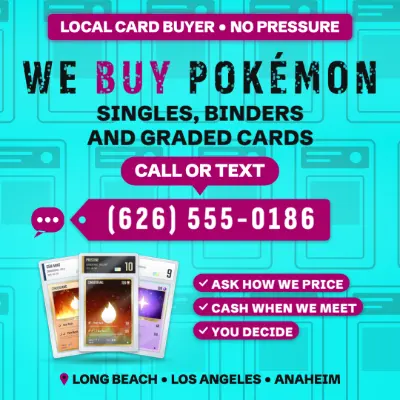 LOCAL CARD BUYER • NO PRESSURE
WE BUY POKÉMON
SINGLES, BINDERS
AND GRADED CARDS
CALL OR TEXT
(626) 555-0186
10
9
ASK HOW WE PRICE
CASH WHEN WE MEET
YOU DECIDE
LONG BEACH • LOS ANGELES • ANAHEIM